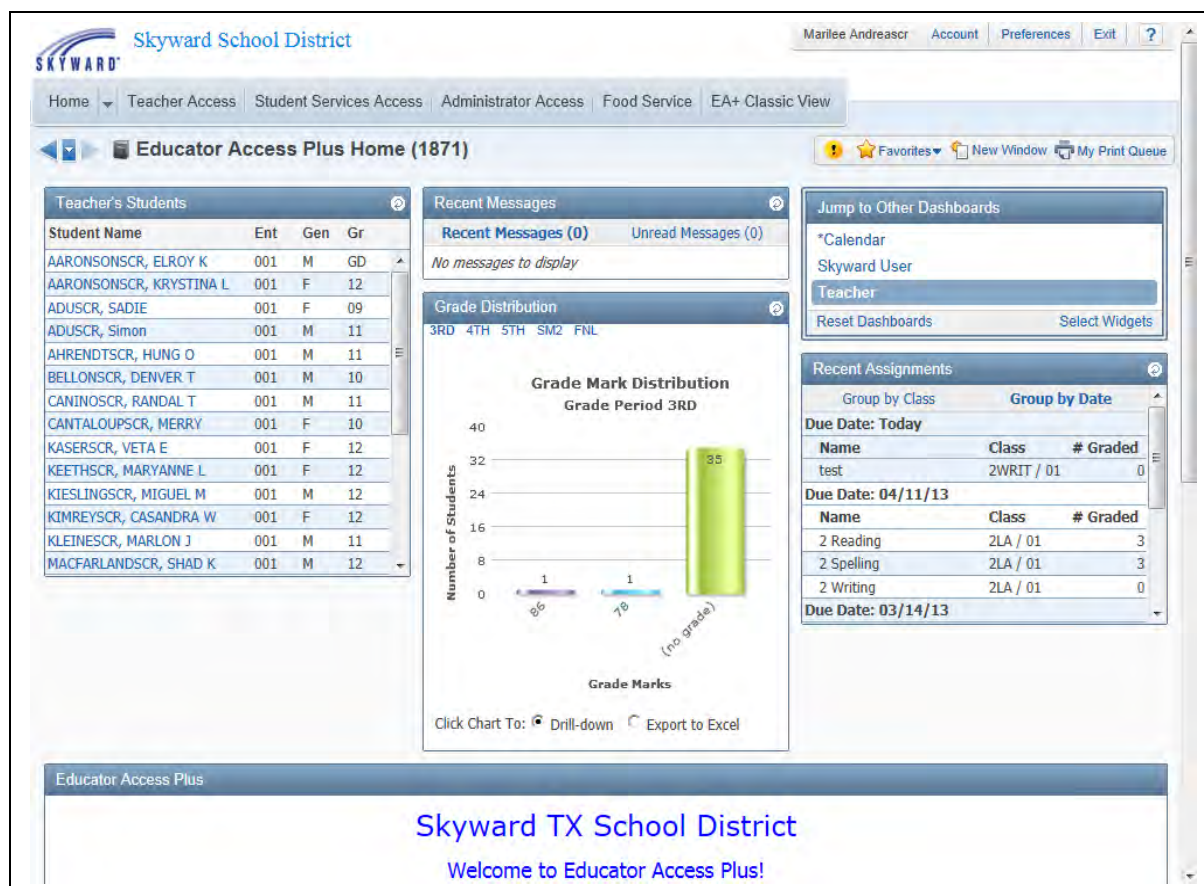 Skyward School District
SKYWARD
Marilee Andreascr Account Preferences Exit ?
Home Teacher Access Student Services Access Administrator Access Food Service EA+ Classic View
Educator Access Plus Home (1871)
Favorites New Window My Print Queue
Teacher's Students
Student Name Ent Gen Gr
AARONSONSCR, ELROY K 001 M GD
AARONSONSCR, KRYSTINA L 001 F 12
ADUSCR, SADIE 001 F 09
ADUSCR, Simon 001 M 11
AHRENDTSCR, HUNG O 001 M 11
BELLONSCR, DENVER T 001 M 10
CANINOSCR, RANDAL T 001 M 11
CANTALOUPSCR, MERRY 001 F 10
KASERSCR, VETA E 001 F 12
KEETHSCR, MARYANNE L 001 F 12
KIESLINGSCR, MIGUEL M 001 M 12
KIMREYSCR, CASANDRA W 001 F 12
KLEINESCR, MARLON J 001 M 11
MACFARLANDSCR, SHAD K 001 M 12
Recent Messages
Recent Messages (0) Unread Messages (0)
No messages to display
Grade Distribution
3RD 4TH 5TH SM2 FNL
Grade Mark Distribution
Grade Period 3RD
Number of Students
40
32
24
16
8
0
1
1
35
86
78
(no grade)
Grade Marks
Click Chart To: Drill-down Export to Excel
Jump to Other Dashboards
*Calendar
Skyward User
Teacher
Reset Dashboards Select Widgets
Recent Assignments
Group by Class Group by Date
Due Date: Today
Name Class # Graded
test 2WRIT / 01 0
Due Date: 04/11/13
Name Class # Graded
2 Reading 2LA / 01 3
2 Spelling 2LA / 01 3
2 Writing 2LA / 01 0
Due Date: 03/14/13
Educator Access Plus
Skyward TX School District
Welcome to Educator Access Plus!